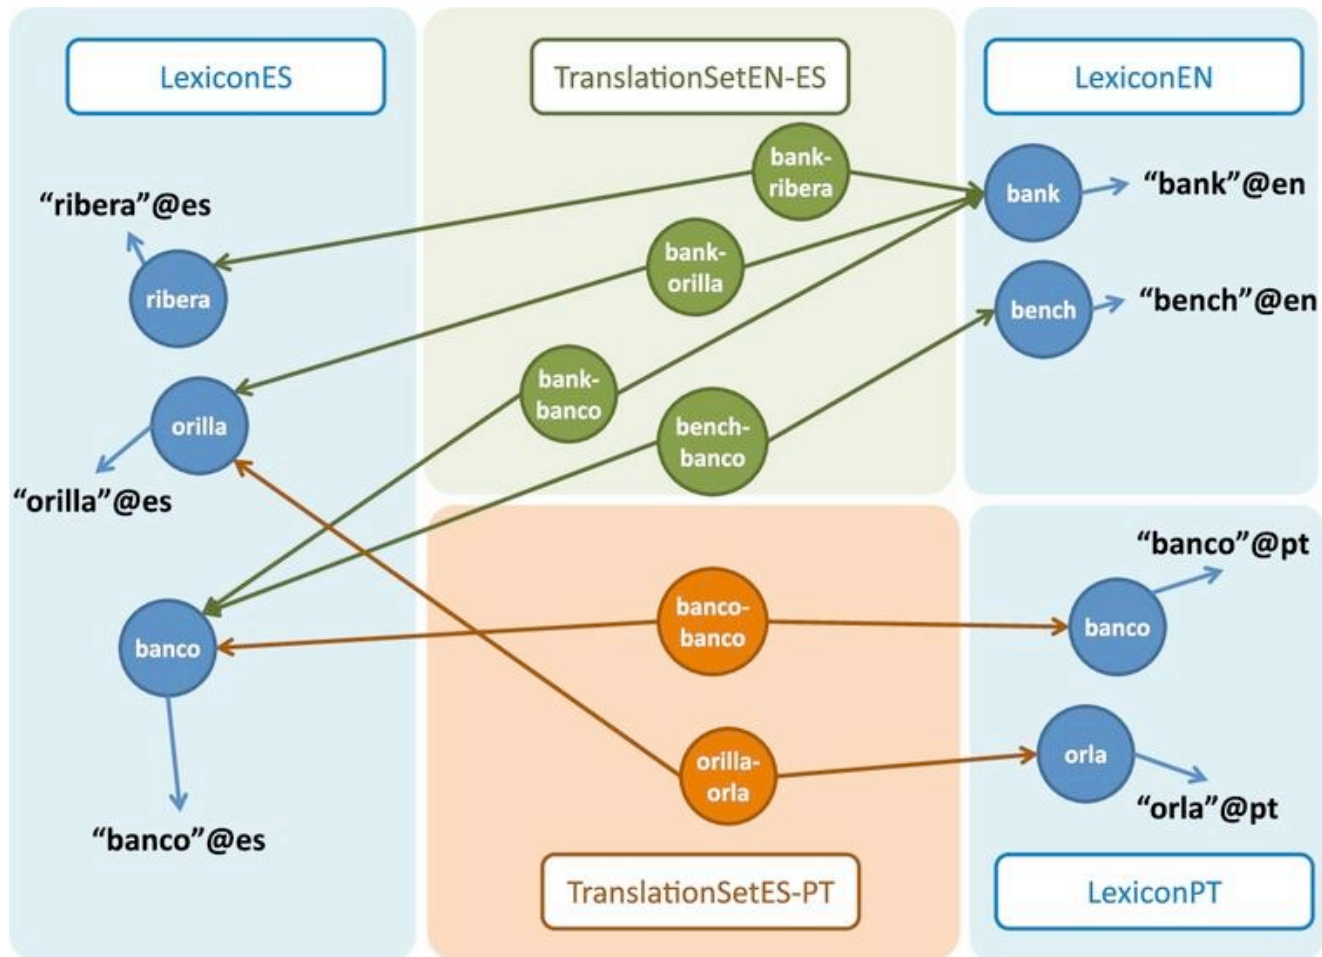 LexiconES
TranslationSetEN-ES
LexiconEN
“ribera”@es
ribera
orilla
“orilla”@es
banco
“banco”@es
bank-
ribera
bank-
orilla
bank-
banco
bench-
banco
bank
“bank”@en
bench
“bench”@en
banco-
banco
orilla-
orla
TranslationSetES-PT
“banco”@pt
banco
orla
“orla”@pt
LexiconPT